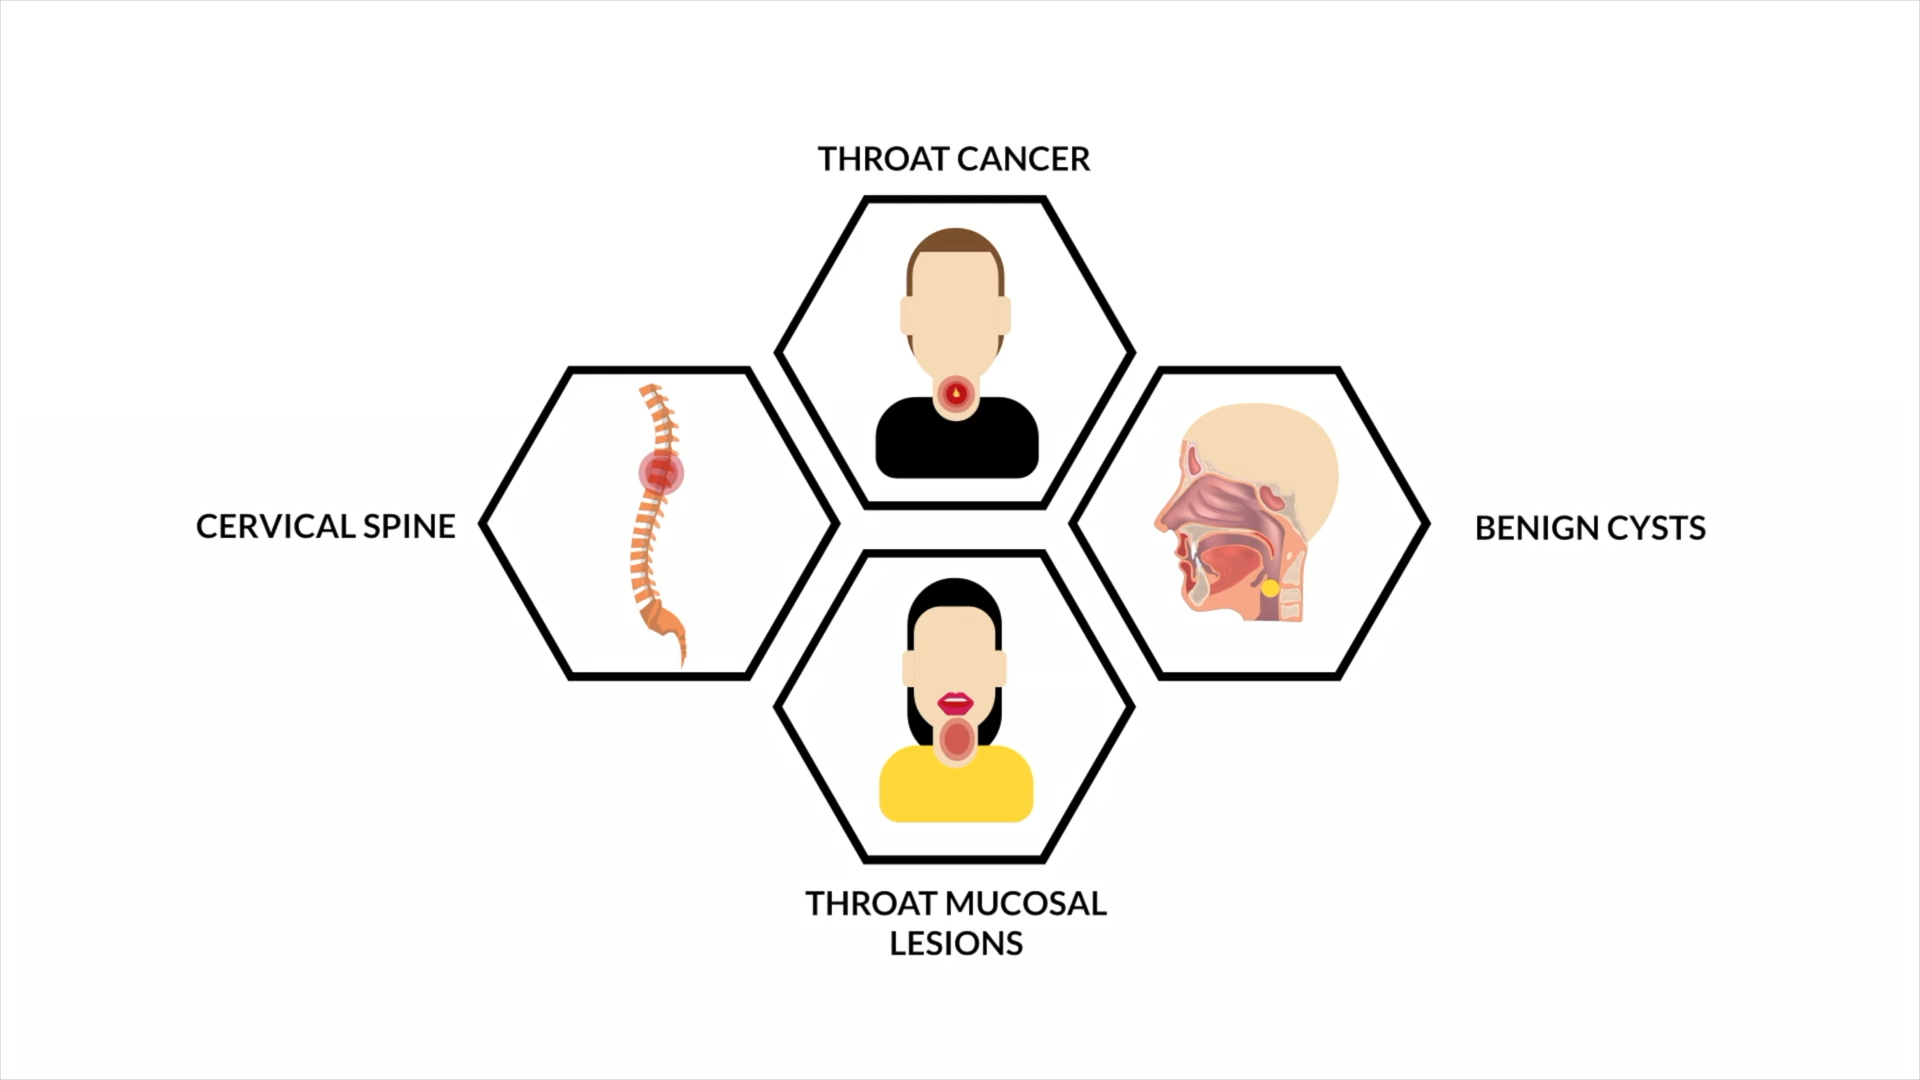 THROAT CANCER
CERVICAL SPINE
BENIGN CYSTS
THROAT MUCOSAL
LESIONS